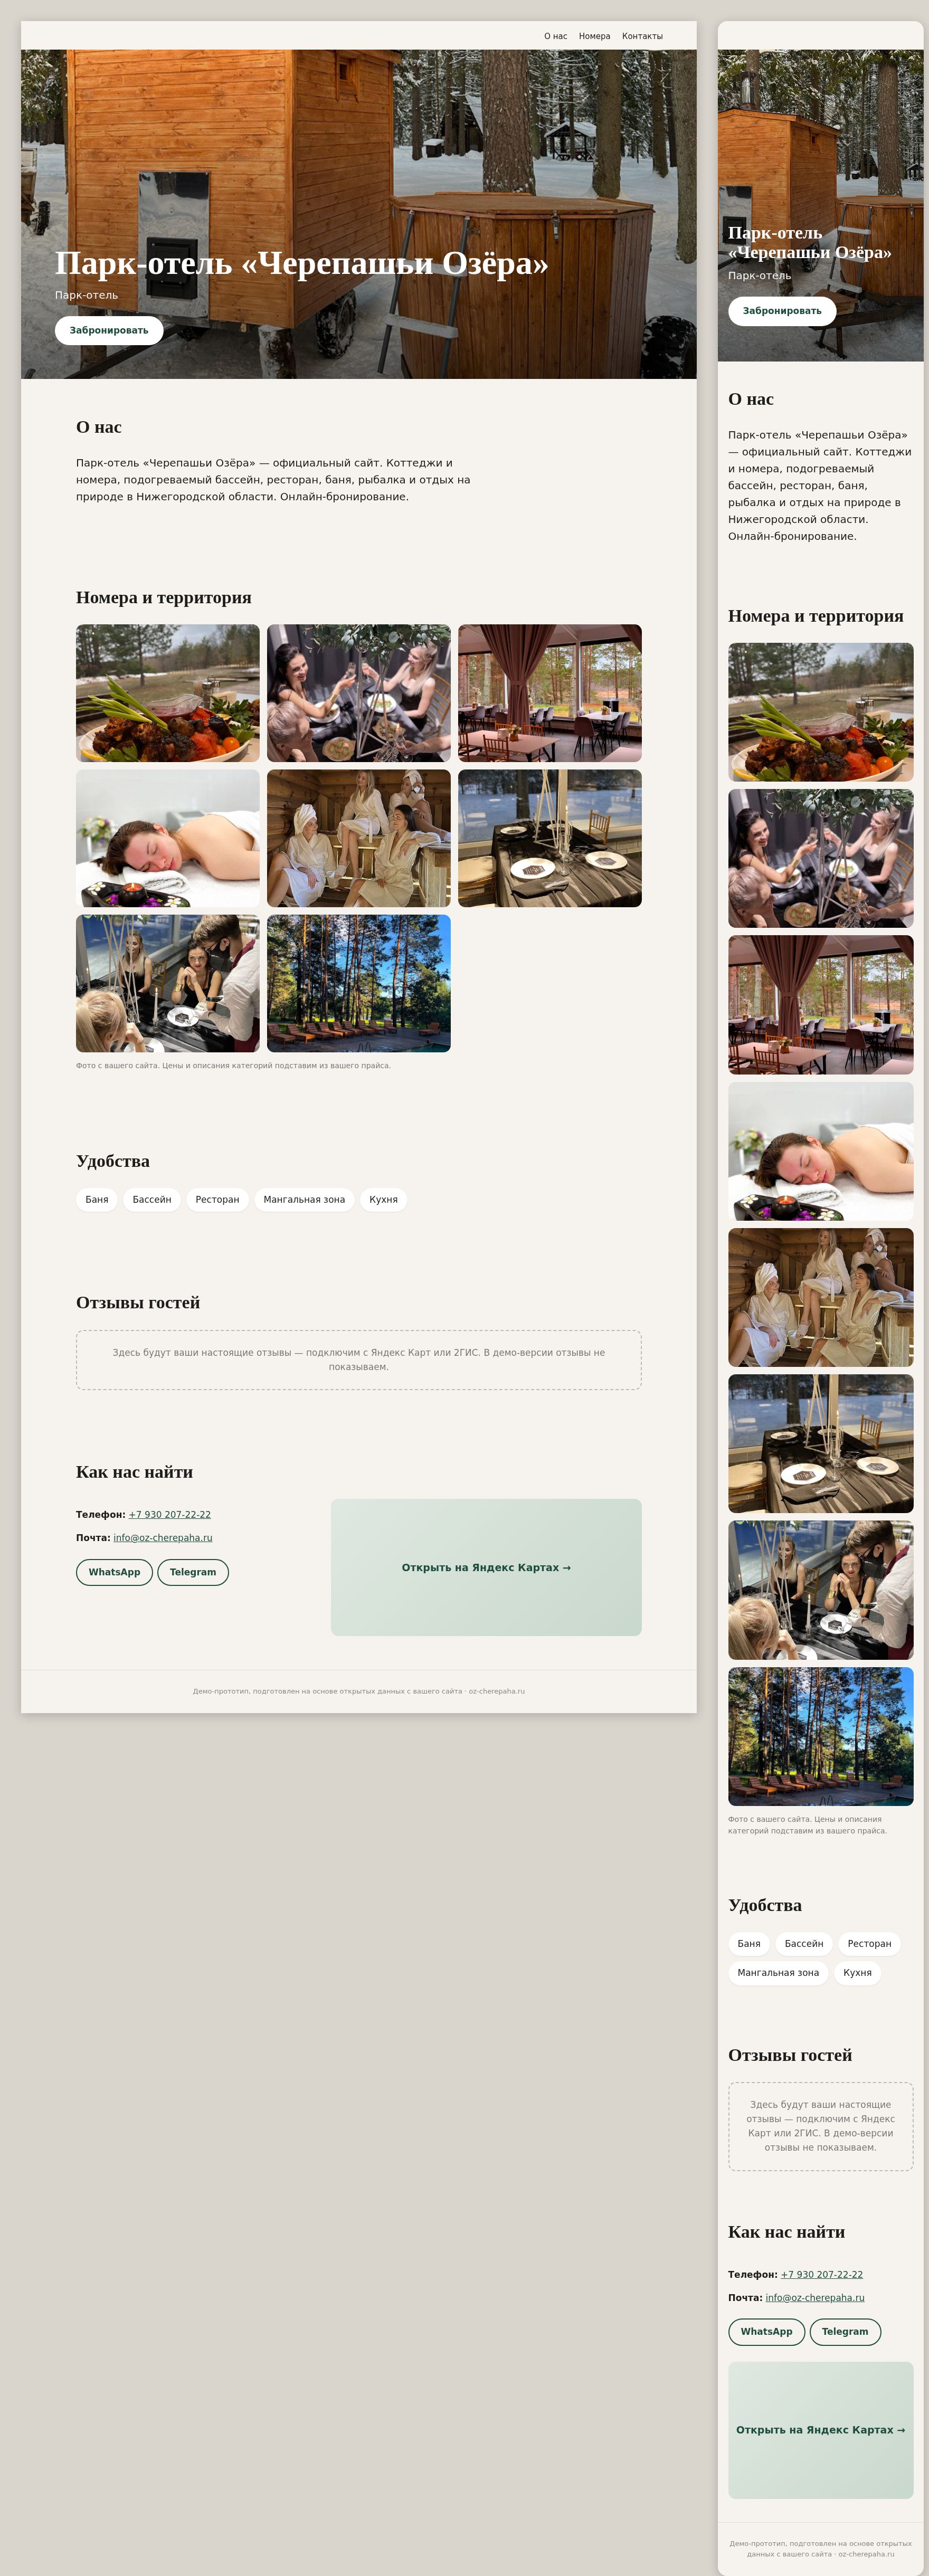 О нас Номера Контакты
Парк-отель «Черепашьи Озёра»
Парк-отель
Забронировать
О нас
Парк-отель «Черепашьи Озёра» — официальный сайт. Коттеджи и
номера, подогреваемый бассейн, ресторан, баня, рыбалка и отдых на
природе в Нижегородской области. Онлайн-бронирование.
Номера и территория
Фото с вашего сайта. Цены и описания категорий подставим из вашего прайса.
Удобства
Баня Бассейн Ресторан Мангальная зона Кухня
Отзывы гостей
Здесь будут ваши настоящие отзывы — подключим с Яндекс Карт или 2ГИС. В демо-версии отзывы не
показываем.
Как нас найти
Телефон: +7 930 207-22-22
Почта: info@oz-cherepaha.ru
WhatsApp Telegram
Открыть на Яндекс Картах →
Демо-прототип, подготовлен на основе открытых данных с вашего сайта · oz-cherepaha.ru
Парк-отель
«Черепашьи Озёра»
Парк-отель
Забронировать
О нас
Парк-отель «Черепашьи Озёра»
— официальный сайт. Коттеджи
и номера, подогреваемый
бассейн, ресторан, баня,
рыбалка и отдых на природе в
Нижегородской области.
Онлайн-бронирование.
Номера и территория
Фото с вашего сайта. Цены и описания
категорий подставим из вашего прайса.
Удобства
Баня Бассейн Ресторан
Мангальная зона Кухня
Отзывы гостей
Здесь будут ваши настоящие
отзывы — подключим с Яндекс
Карт или 2ГИС. В демо-версии
отзывы не показываем.
Как нас найти
Телефон: +7 930 207-22-22
Почта: info@oz-cherepaha.ru
WhatsApp Telegram
Открыть на Яндекс Картах →
Демо-прототип, подготовлен на основе открытых
данных с вашего сайта · oz-cherepaha.ru